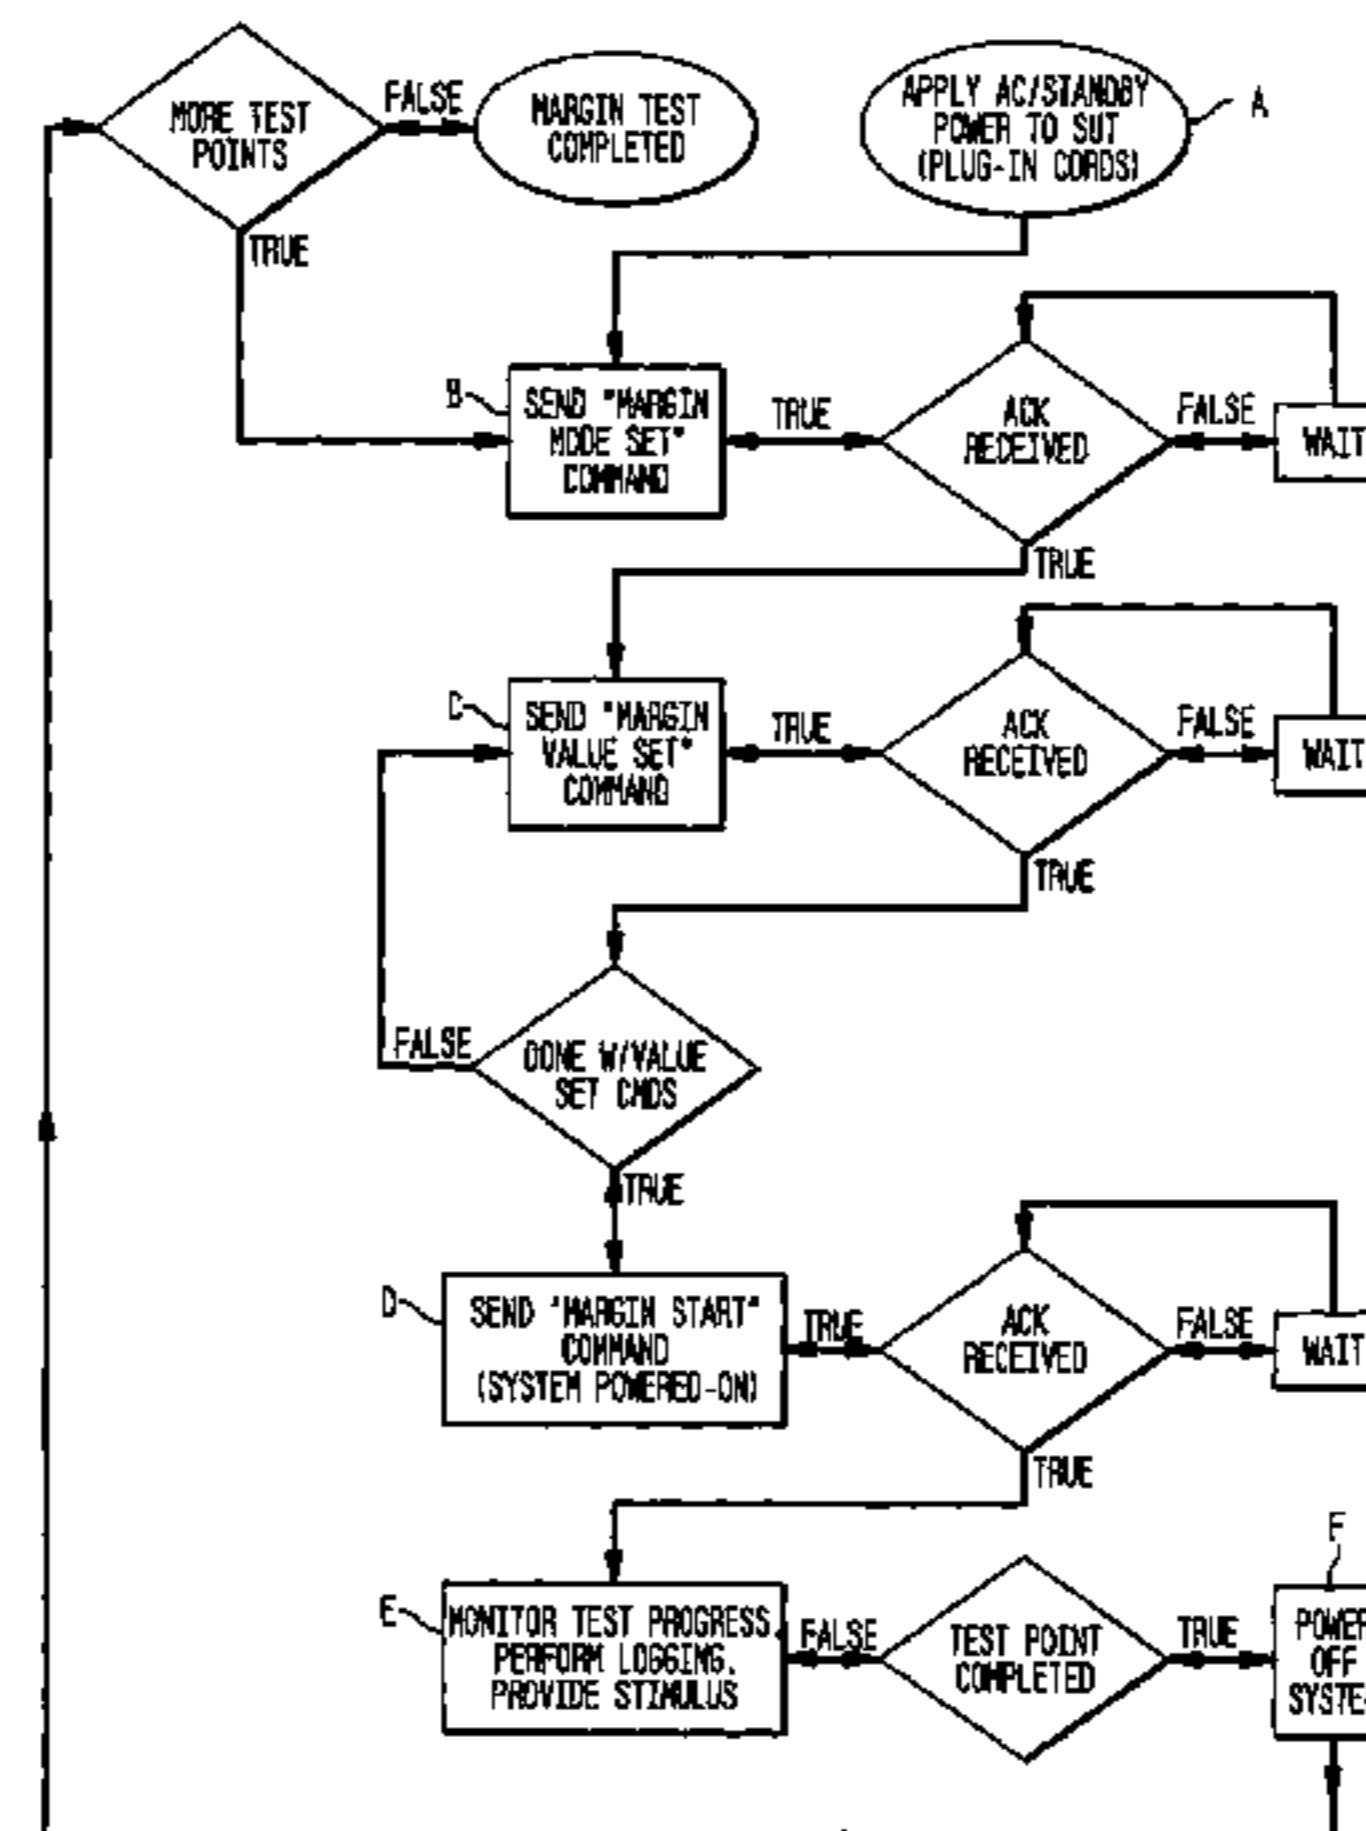 MORE TEST
POINTS
FALSE
MARGIN TEST
COMPLETED
APPLY AC/STANDBY
POWER TO SUT
(PLUG-IN CORDS)
A
TRUE
B
SEND "MARGIN
MODE SET"
COMMAND
TRUE
ACK
RECEIVED
FALSE
WAIT
TRUE
C
SEND "MARGIN
VALUE SET"
COMMAND
TRUE
ACK
RECEIVED
FALSE
WAIT
TRUE
FALSE
DONE W/VALUE
SET CMDS
TRUE
D
SEND "MARGIN START"
COMMAND
(SYSTEM POWERED-ON)
TRUE
ACK
RECEIVED
FALSE
WAIT
TRUE
E
MONITOR TEST PROGRESS,
PERFORM LOGGING,
PROVIDE STIMULUS
FALSE
TEST POINT
COMPLETED
TRUE
F
POWER
OFF
SYSTE